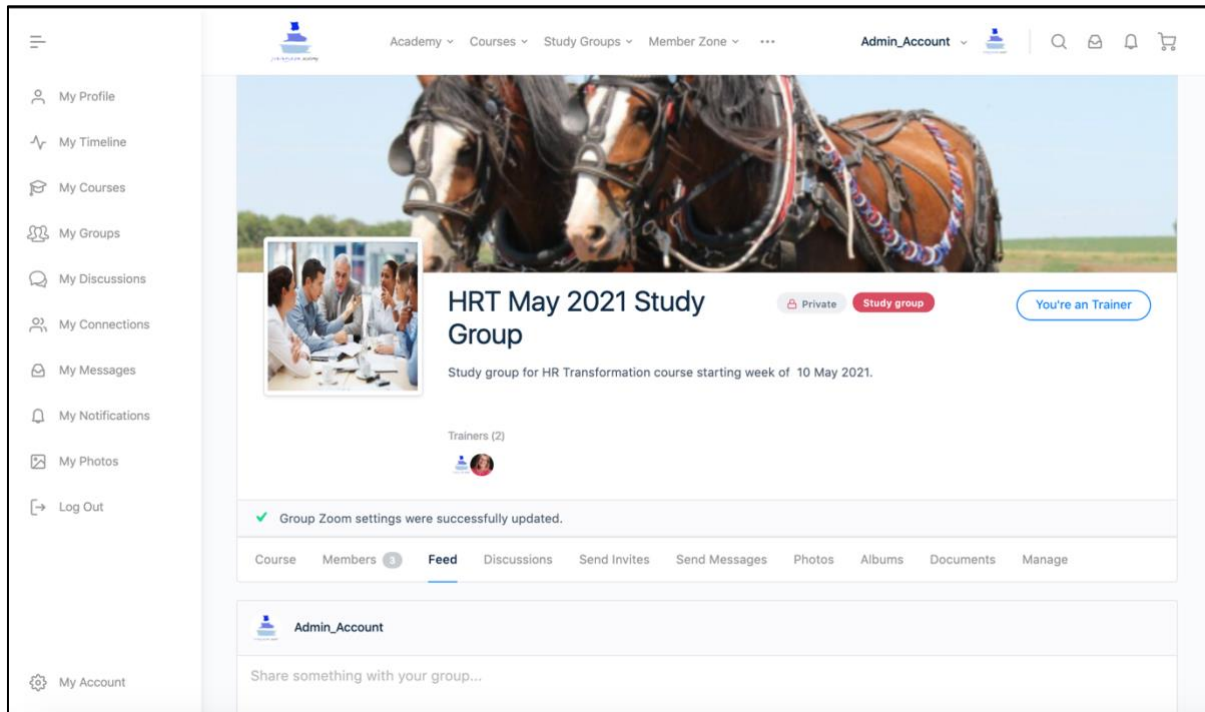 Academy Courses Study Groups Member Zone ... Admin_Account
My Profile
My Timeline
My Courses
My Groups
My Discussions
My Connections
My Messages
My Notifications
My Photos
Log Out
My Account
HRT May 2021 Study
Group
Private
Study group
You're an Trainer
Study group for HR Transformation course starting week of 10 May 2021.
Trainers (2)
Group Zoom settings were successfully updated.
Course Members 3 Feed Discussions Send Invites Send Messages Photos Albums Documents Manage
Admin_Account
Share something with your group...